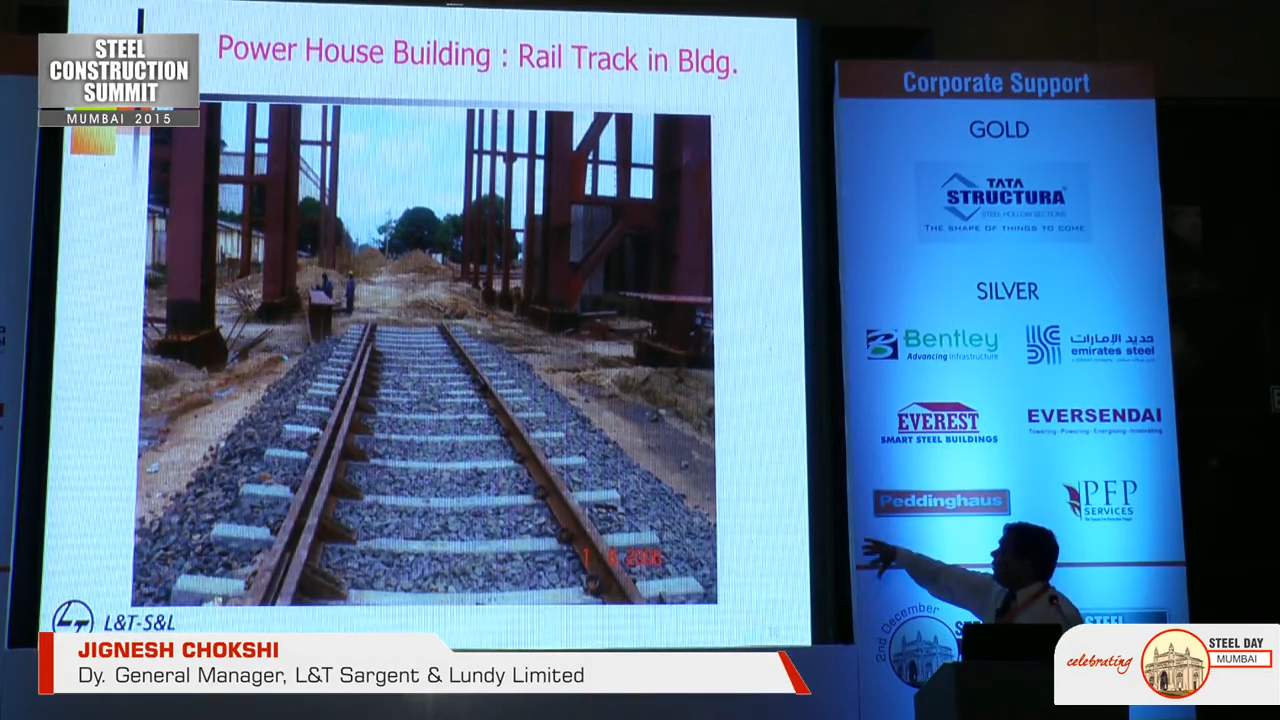 STEEL
CONSTRUCTION
SUMMIT
MUMBAI 2015
Power House Building : Rail Track in Bldg.
L&T-S&L
JIGNESH CHOKSHI
Dy. General Manager, L&T Sargent & Lundy Limited
Corporate Support
GOLD
TATA
STRUCTURA
STEEL HOLLOW SECTIONS
THE SHAPE OF THINGS TO COME
SILVER
Bentley
Advancing Infrastructure
حديد الإمارات
emirates steel
EVEREST
SMART STEEL BUILDINGS
EVERSENDAI
Towering - Powering - Energising - Innovating
Peddinghaus
PFP
SERVICES
2nd December
celebrating
STEEL DAY
MUMBAI